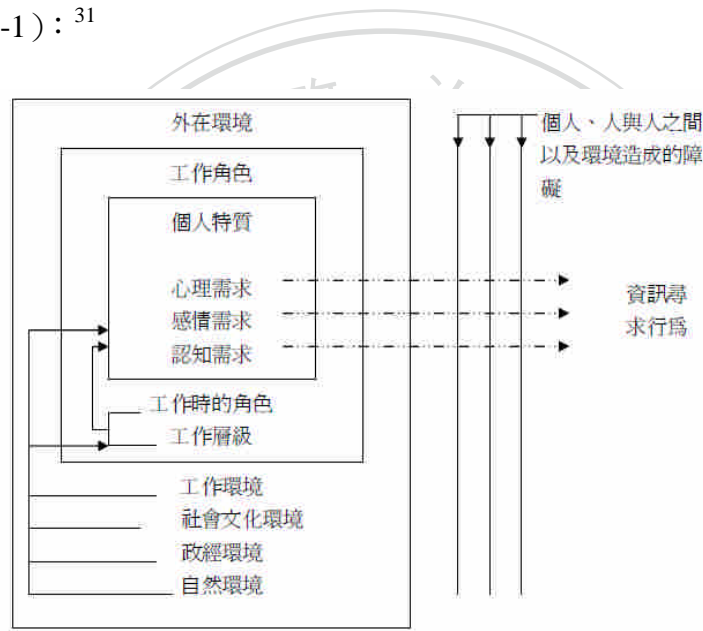 -1）：31
外在環境
工作角色
個人特質
心理需求
感情需求
認知需求
工作時的角色
工作層級
工作環境
社會文化環境
政經環境
自然環境
個人、人與人之間
以及環境造成的障
礙
資訊尋
求行為